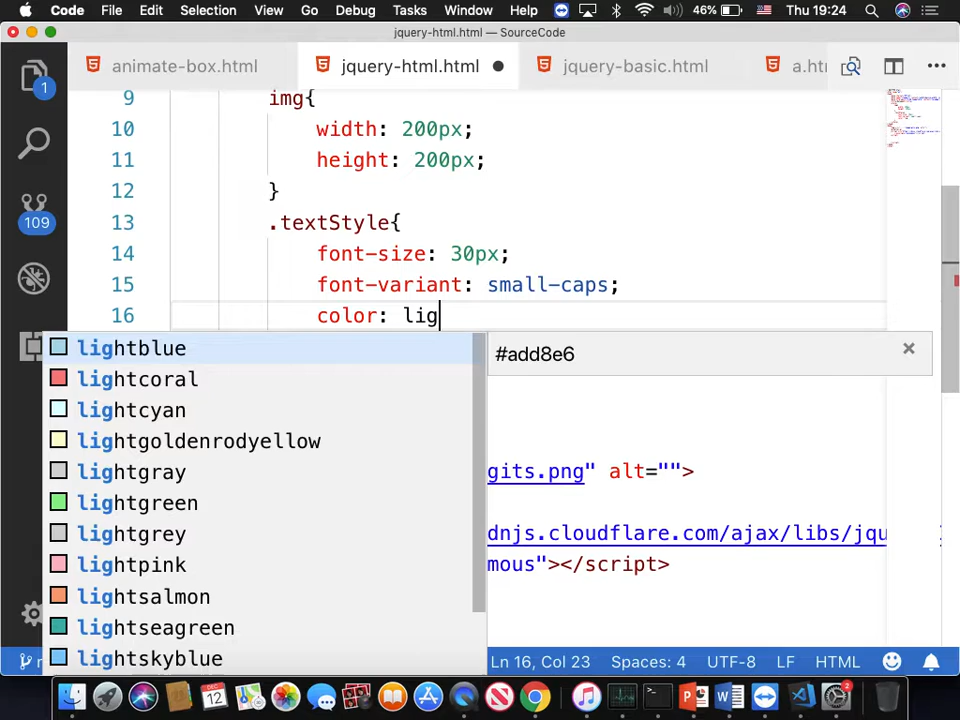 Code File Edit Selection View Go Debug Tasks Window Help 46% Thu 19:24
jquery-html.html — SourceCode
animate-box.html jquery-html.html jquery-basic.html a.htr
1
109
9 img{
10 width: 200px;
11 height: 200px;
12 }
13 .textStyle{
14 font-size: 30px;
15 font-variant: small-caps;
16 color: lig
lightblue #add8e6
lightcoral
lightcyan
lightgoldenrodyellow
lightgray gits.png" alt="">
lightgreen
lightgrey dnjs.cloudflare.com/ajax/libs/jqu
lightpink mous"></script>
lightsalmon
lightseagreen
lightskyblue
Ln 16, Col 23 Spaces: 4 UTF-8 LF HTML
DEC
12
2